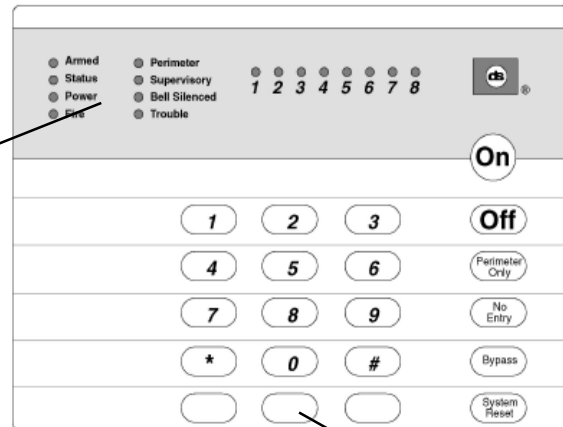 Armed Perimeter
Status Supervisory
Power Bell Silenced
Fire Trouble
1 2 3 4 5 6 7 8
ds ®
On
1 2 3 Off
4 5 6 Perimeter Only
7 8 9 No Entry
* 0 # Bypass
System Reset